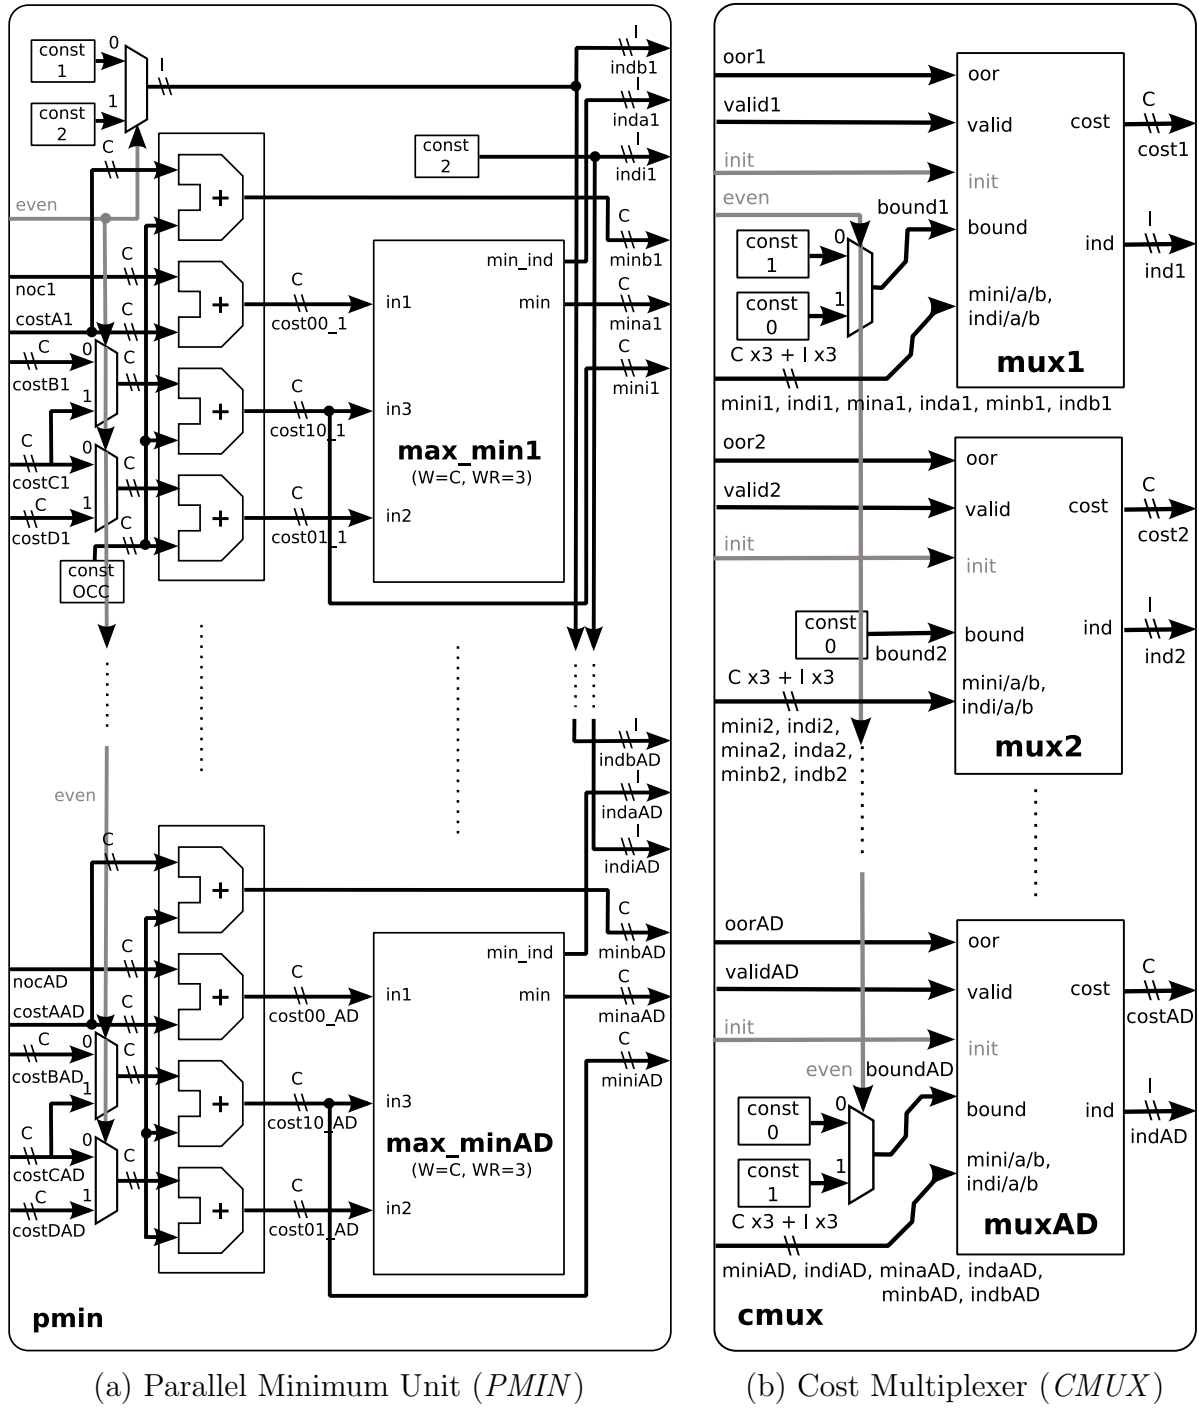 I
const
1
0
I
indb1
I
const
2
1
inda1
const
2
I
indi1
C
+
even
C
minb1
C
noc1
costA1
+
C
cost00_1
min_ind
in1
min
C
mina1
0
C
costB1
1
C
+
C
cost10_1
in3
C
mini1
max_min1
(W=C, WR=3)
C
costC1
0
C
costD1
1
C
+
C
cost01_1
in2
C
const
OCC
indbAD
I
indaAD
even
indiAD
C
+
C
minbAD
C
nocAD
costAAD
+
C
cost00_AD
min_ind
in1
min
C
minaAD
0
C
costBAD
1
C
+
C
cost10_AD
in3
C
miniAD
max_minAD
(W=C, WR=3)
C
costCAD
0
C
costDAD
1
C
+
C
cost01_AD
in2
pmin
(a) Parallel Minimum Unit (PMIN)
oor1
oor
valid1
valid
cost
C
cost1
init
init
even
bound1
bound
ind
I
ind1
const
1
0
const
0
1
mini/a/b,
indi/a/b
C x3 + I x3
mux1
mini1, indi1, mina1, inda1, minb1, indb1
oor2
oor
valid2
valid
cost
C
cost2
init
init
const
0
bound2
bound
ind
I
ind2
C x3 + I x3
mini/a/b,
indi/a/b
mini2, indi2,
mina2, inda2,
minb2, indb2
mux2
oorAD
oor
validAD
valid
cost
C
costAD
init
init
even
boundAD
bound
ind
I
indAD
const
0
0
const
1
1
mini/a/b,
indi/a/b
C x3 + I x3
muxAD
miniAD, indiAD, minaAD, indaAD,
minbAD, indbAD
cmux
(b) Cost Multiplexer (CMUX)